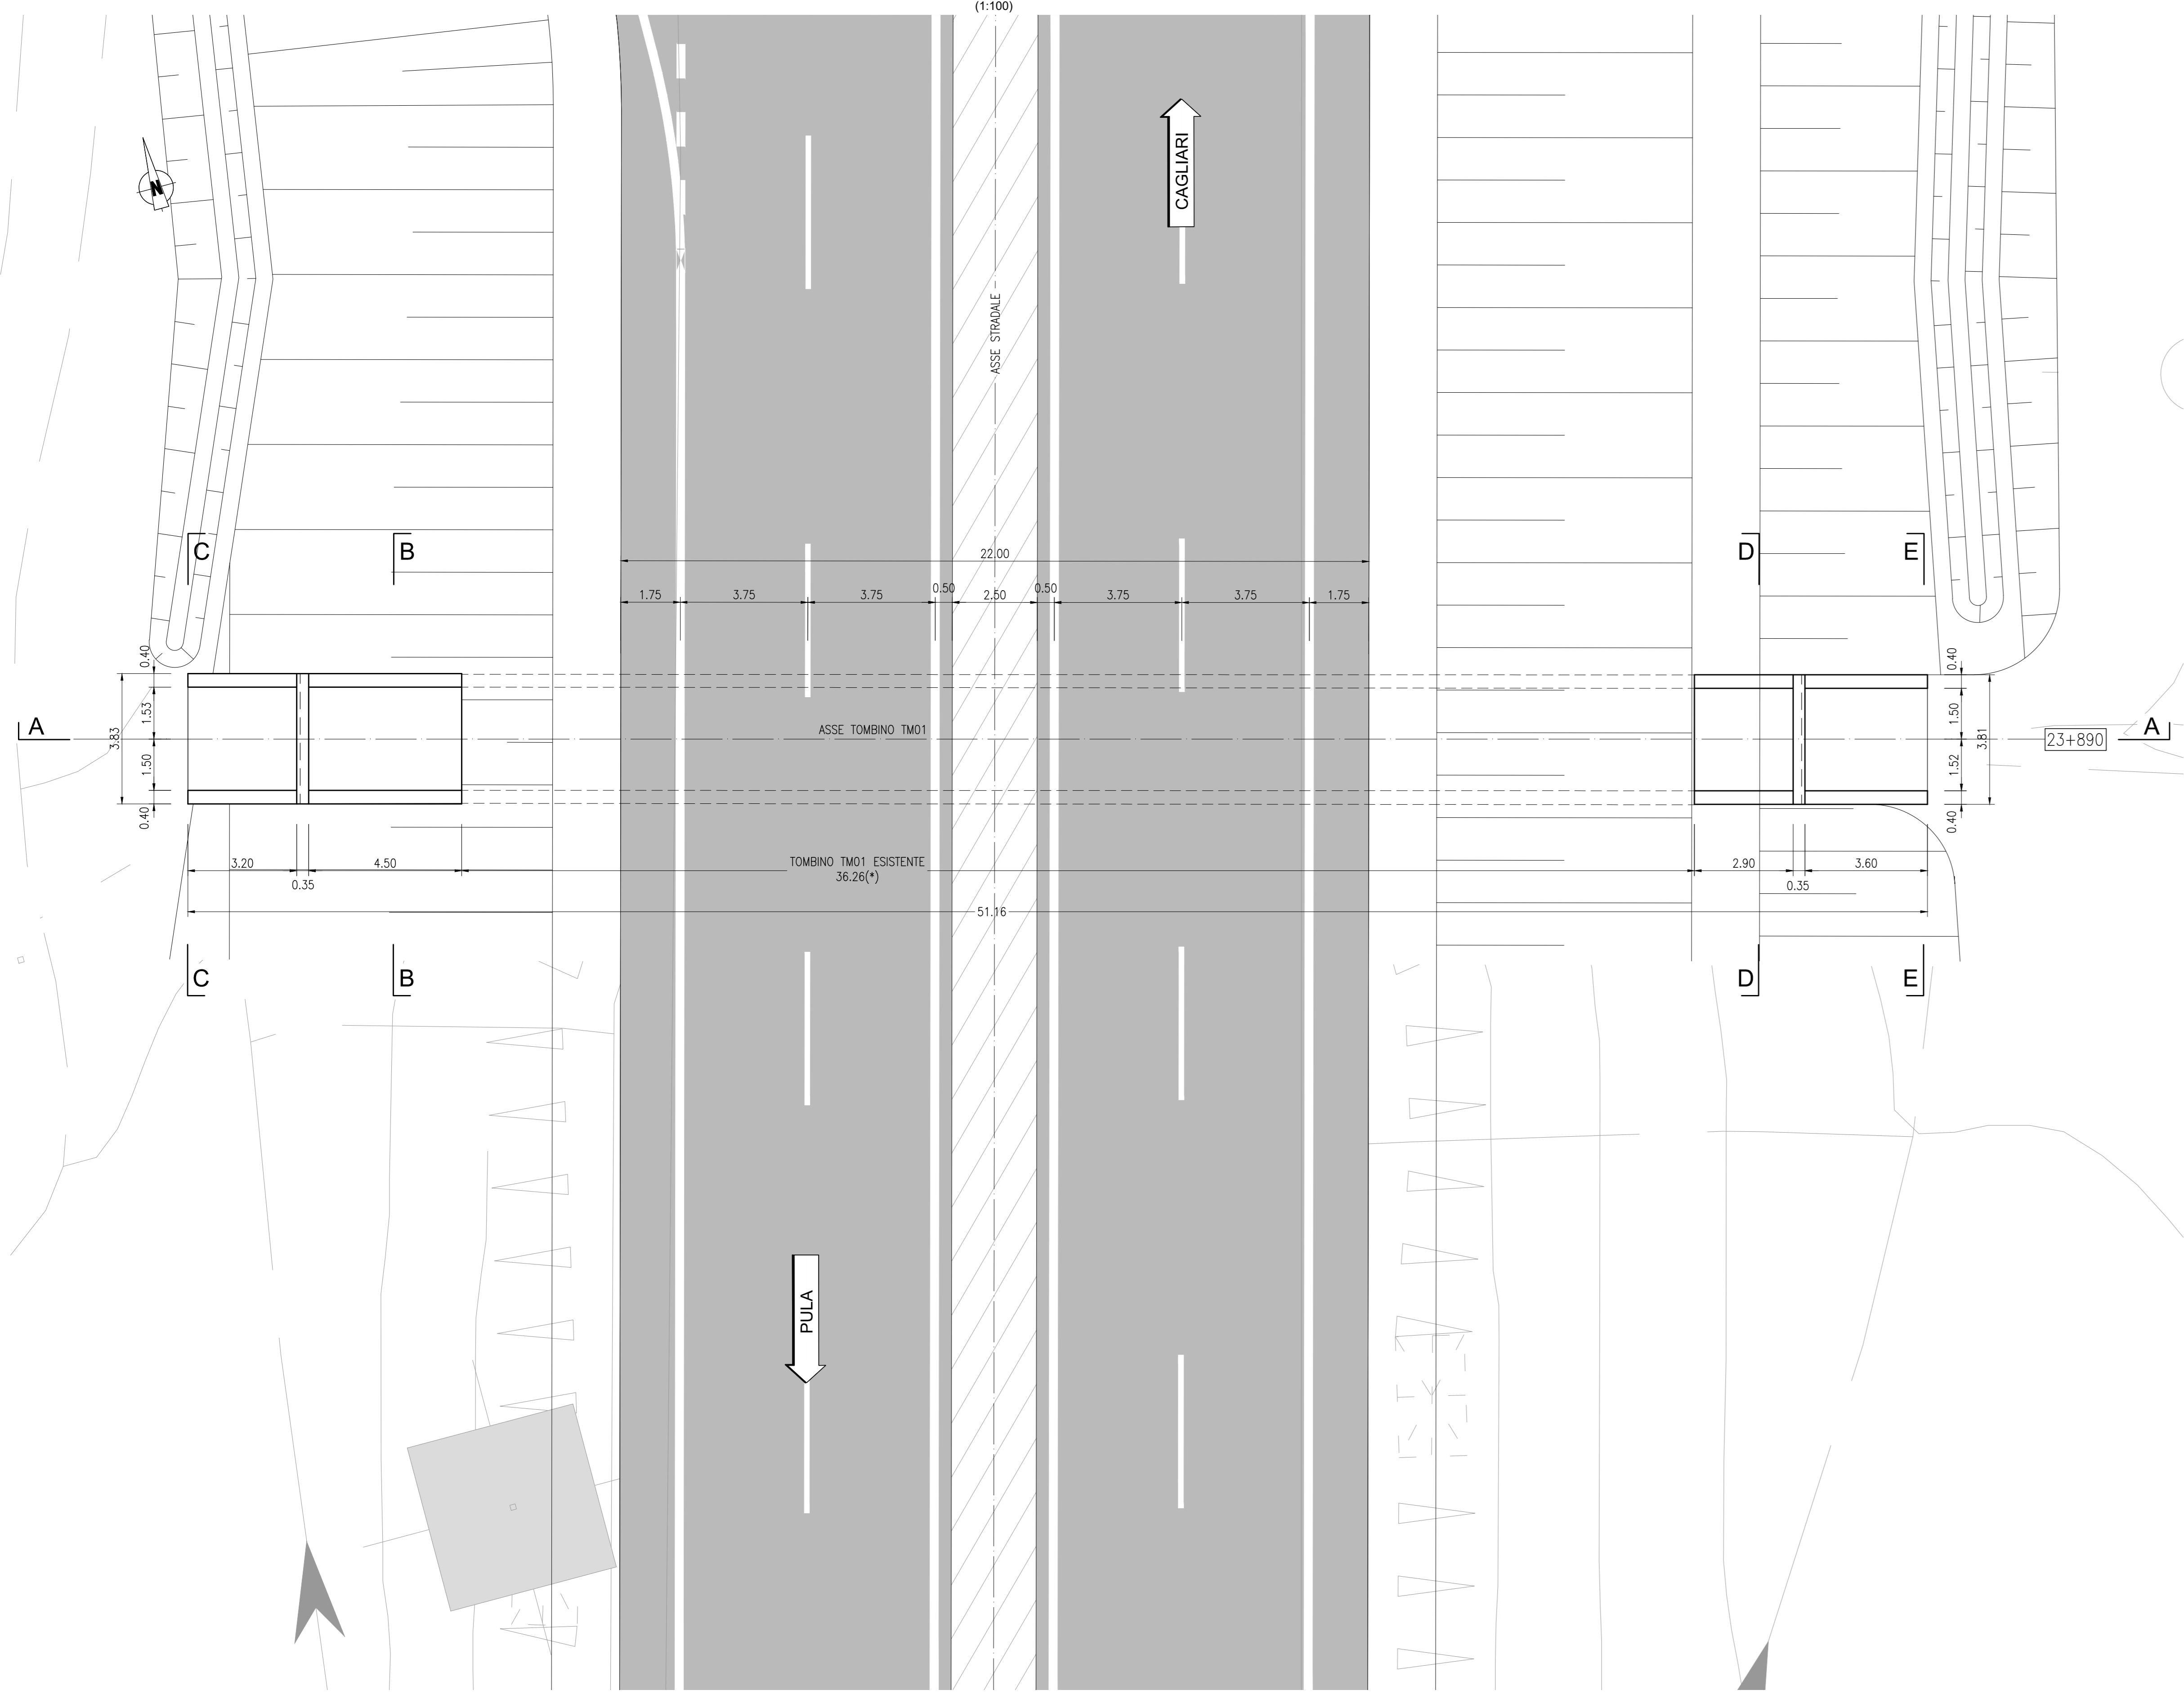 (1:100)
N
CAGLIARI
ASSE STRADALE
C
B
D
E
22.00
1.75
3.75
3.75
0.50
2.50
0.50
3.75
3.75
1.75
0.40
1.53
3.83
1.50
0.40
A
ASSE TOMBINO TM01
0.40
1.50
3.81
1.52
0.40
23+890
A
3.20
0.35
4.50
TOMBINO TM01 ESISTENTE
36.26(*)
2.90
0.35
3.60
51.16
C
B
D
E
PULA